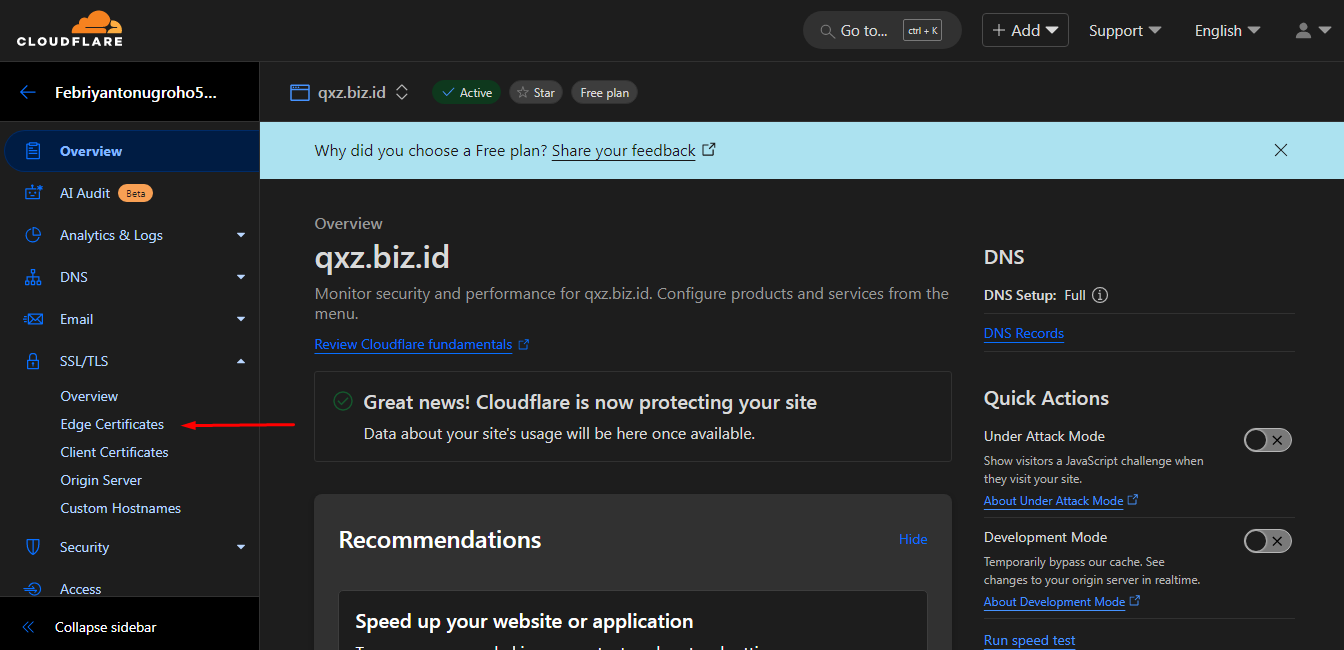 CLOUDFLARE
Go to... ctrl + K
+ Add
Support
English
Febriyantonugroho5...
qxz.biz.id
Active
Star
Free plan
Overview
AI Audit Beta
Analytics & Logs
DNS
Email
SSL/TLS
Overview
Edge Certificates
Client Certificates
Origin Server
Custom Hostnames
Security
Access
Collapse sidebar
Why did you choose a Free plan? Share your feedback
Overview
qxz.biz.id
Monitor security and performance for qxz.biz.id. Configure products and services from the
menu.
Review Cloudflare fundamentals
Great news! Cloudflare is now protecting your site
Data about your site's usage will be here once available.
Recommendations
Hide
Speed up your website or application
DNS
DNS Setup: Full
DNS Records
Quick Actions
Under Attack Mode
Show visitors a JavaScript challenge when
they visit your site.
About Under Attack Mode
Development Mode
Temporarily bypass our cache. See
changes to your origin server in realtime.
About Development Mode
Run speed test